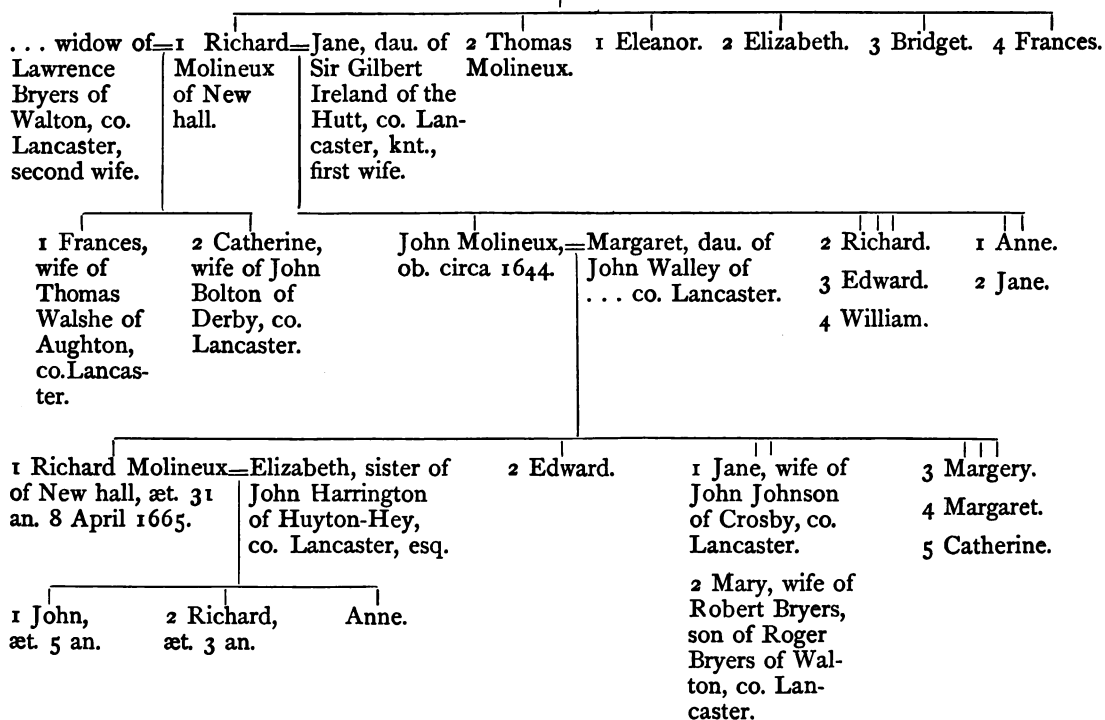 ... widow of=1 Richard=Jane, dau. of 2 Thomas 1 Eleanor. 2 Elizabeth. 3 Bridget. 4 Frances.
Lawrence Molineux Sir Gilbert Molineux.
Bryers of of New Ireland of the
Walton, co. hall. Hutt, co. Lan-
Lancaster, caster, knt.,
second wife. first wife.
1 Frances,
wife of
Thomas
Walshe of
Aughton,
co.Lancas-
ter.
2 Catherine,
wife of John
Bolton of
Derby, co.
Lancaster.
John Molineux,=Margaret, dau. of
ob. circa 1644. John Walley of
... co. Lancaster.
2 Richard.
3 Edward.
4 William.
1 Anne.
2 Jane.
1 Richard Molineux=Elizabeth, sister of
of New hall, æt. 31 John Harrington
an. 8 April 1665. of Huyton-Hey,
co. Lancaster, esq.
2 Edward.
1 Jane, wife of
John Johnson
of Crosby, co.
Lancaster.
2 Mary, wife of
Robert Bryers,
son of Roger
Bryers of Wal-
ton, co. Lan-
caster.
3 Margery.
4 Margaret.
5 Catherine.
1 John,
æt. 5 an.
2 Richard,
æt. 3 an.
Anne.